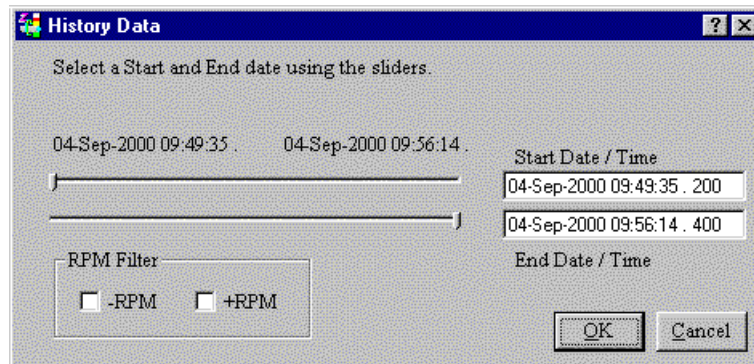 History Data
Select a Start and End date using the sliders.
04-Sep-2000 09:49:35 . 04-Sep-2000 09:56:14 .
Start Date / Time
04-Sep-2000 09:49:35 . 200
04-Sep-2000 09:56:14 . 400
End Date / Time
RPM Filter
-RPM +RPM
OK Cancel